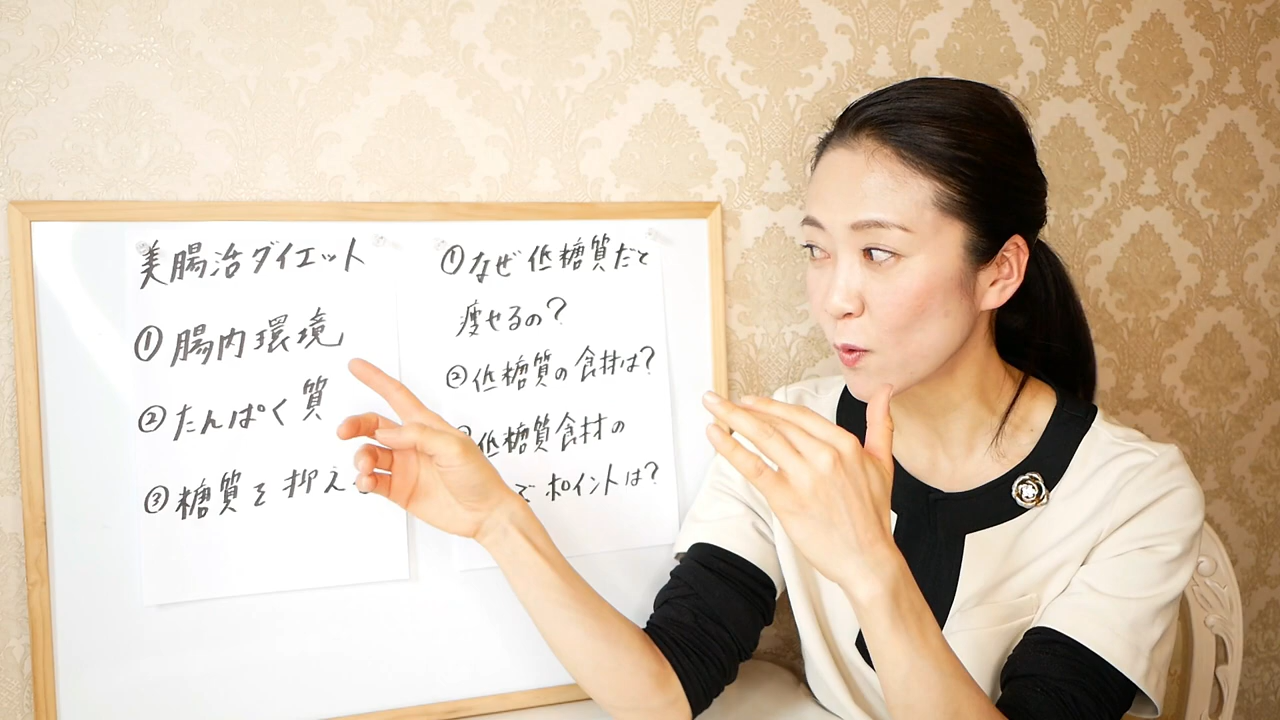 美腸治ダイエット
①腸内環境
②たんぱく質
③糖質を抑え
①なぜ低糖質だと
痩せるの?
②低糖質の食材は?
低糖質食材の
ポイントは?